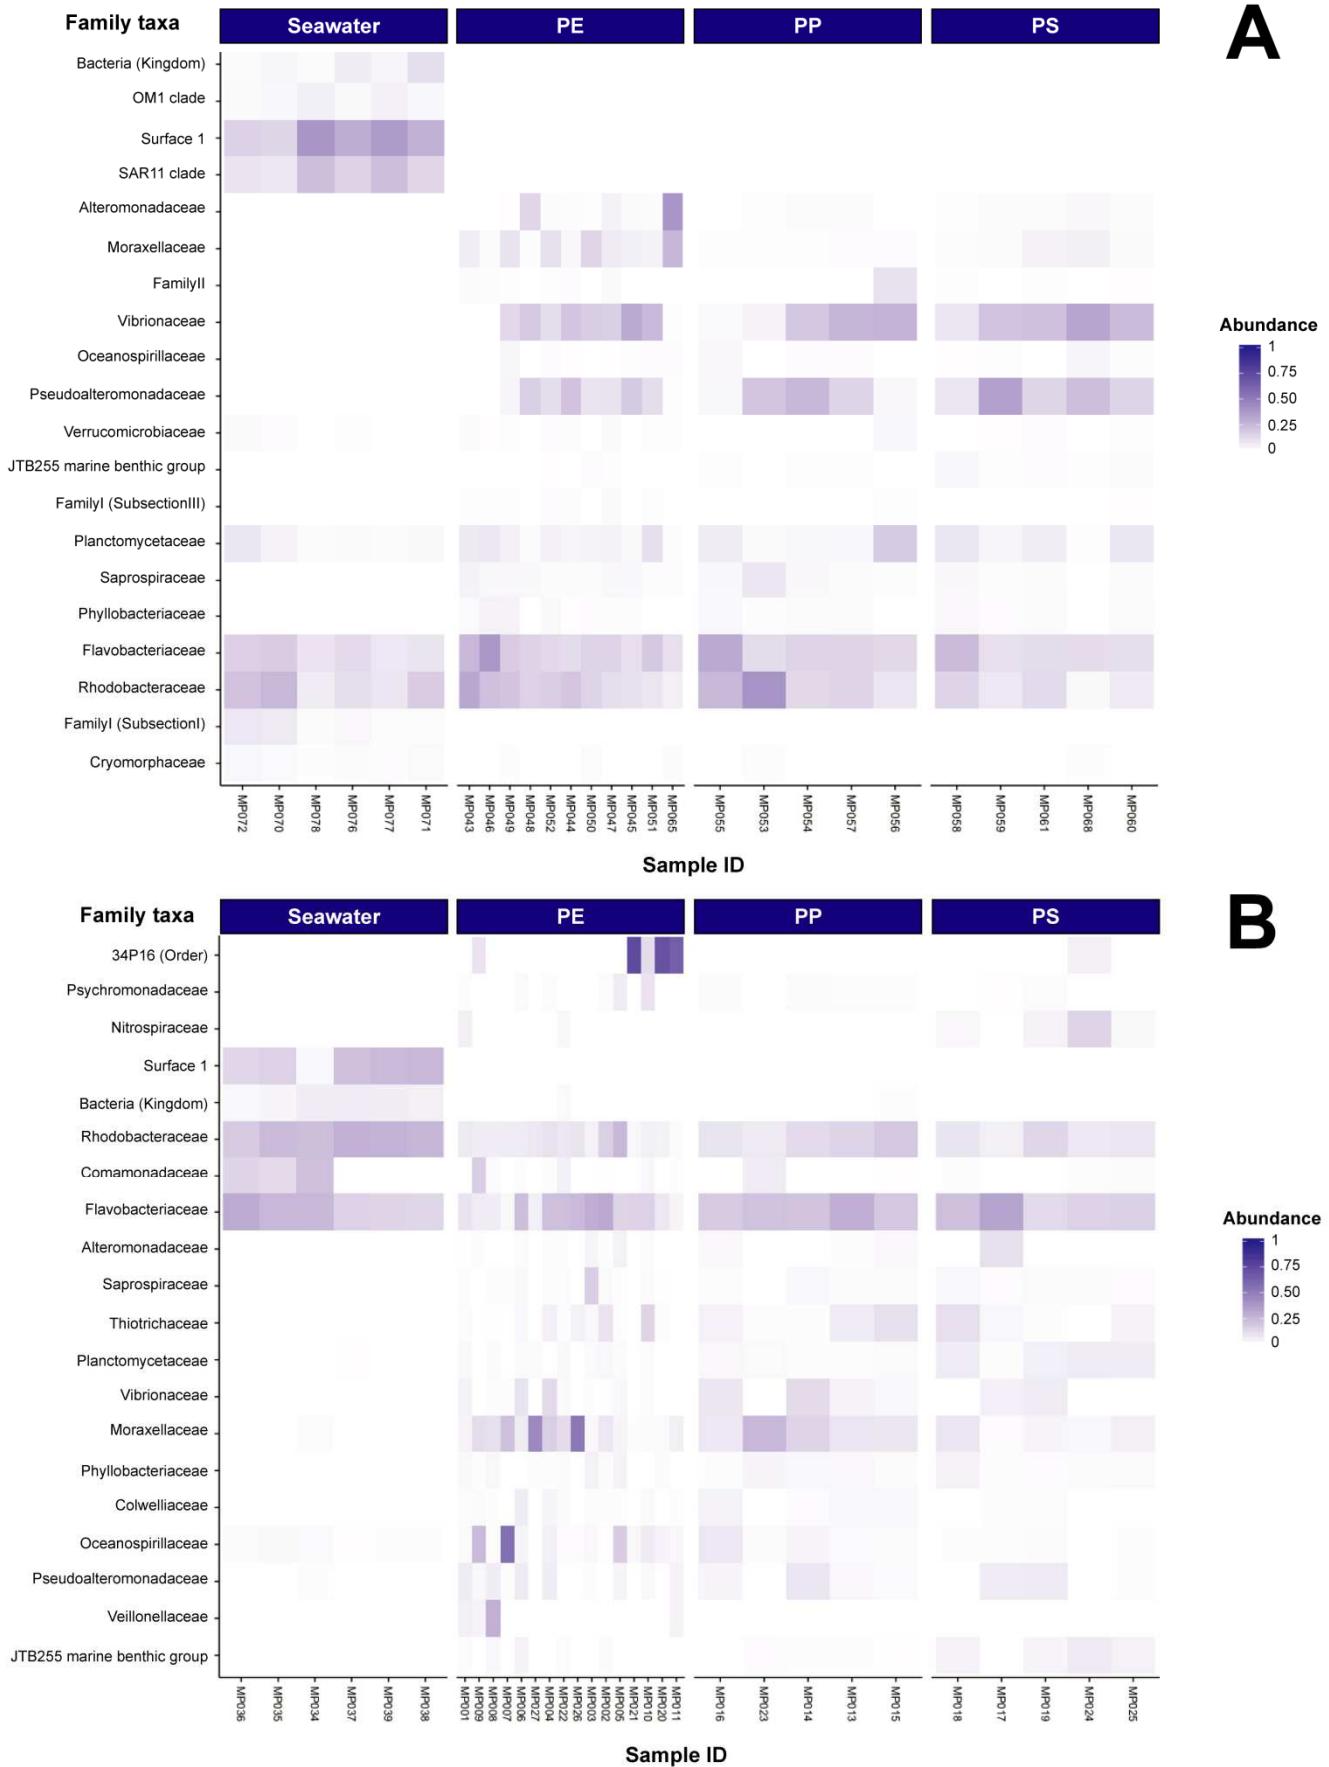 Family taxa Seawater PE PP PS A
Bacteria (Kingdom)
OM1 clade
Surface 1
SAR11 clade
Alteromonadaceae
Moraxellaceae
FamilyII
Vibrionaceae
Oceanospirillaceae
Pseudoalteromonadaceae
Verrucomicrobiaceae
JTB255 marine benthic group
FamilyI (SubsectionIII)
Planctomycetaceae
Saprospiraceae
Phyllobacteriaceae
Flavobacteriaceae
Rhodobacteraceae
FamilyI (SubsectionI)
Cryomorphaceae
Abundance
1
0.75
0.50
0.25
0
MP072 MP070 MP078 MP076 MP077 MP071 MP043 MP046 MP049 MP048 MP052 MP044 MP050 MP047 MP045 MP051 MP065 MP055 MP053 MP054 MP057 MP056 MP058 MP059 MP061 MP068 MP060
Sample ID
Family taxa Seawater PE PP PS B
34P16 (Order)
Psychromonadaceae
Nitrospiraceae
Surface 1
Bacteria (Kingdom)
Rhodobacteraceae
Comamonadaceae
Flavobacteriaceae
Alteromonadaceae
Saprospiraceae
Thiotrichaceae
Planctomycetaceae
Vibrionaceae
Moraxellaceae
Phyllobacteriaceae
Colwelliaceae
Oceanospirillaceae
Pseudoalteromonadaceae
Veillonellaceae
JTB255 marine benthic group
Abundance
1
0.75
0.50
0.25
0
MP036 MP035 MP034 MP037 MP039 MP038 MP001 MP009 MP008 MP007 MP006 MP027 MP004 MP022 MP026 MP003 MP002 MP005 MP021 MP010 MP020 MP011 MP016 MP023 MP014 MP013 MP015 MP018 MP017 MP019 MP024 MP025
Sample ID